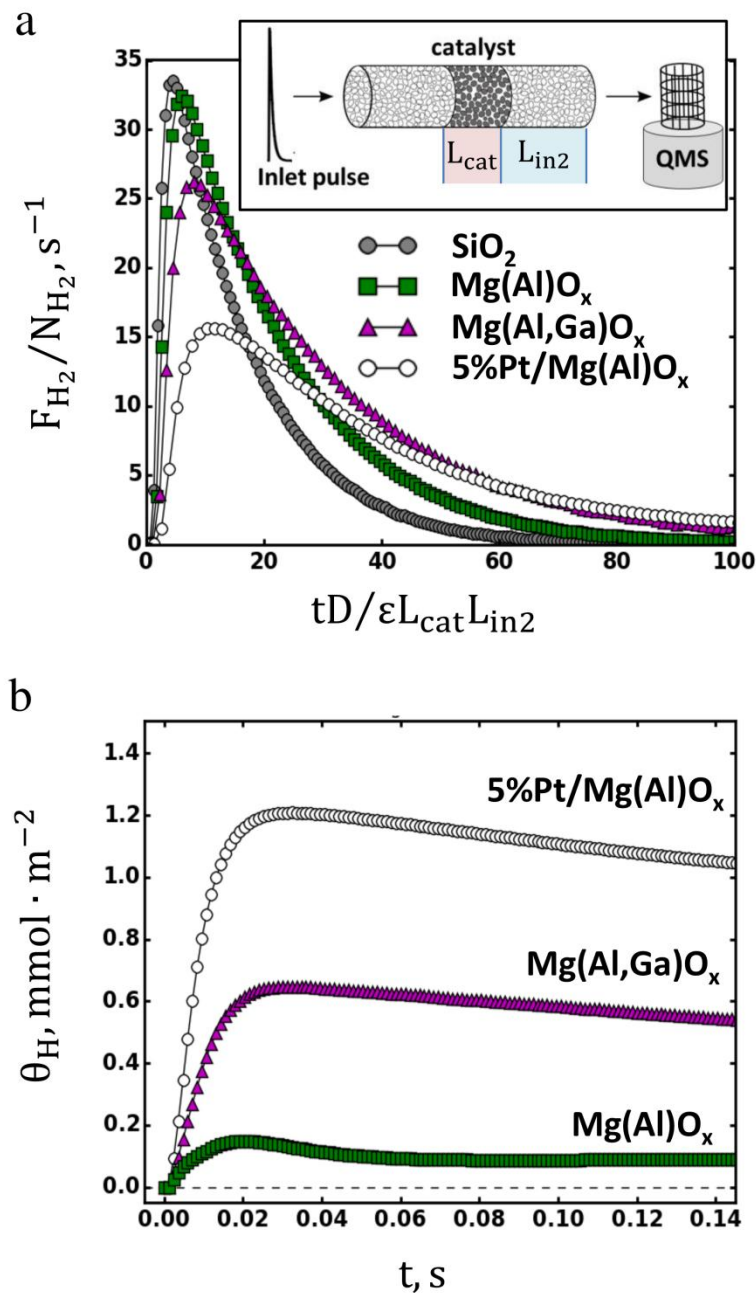 a
catalyst
Inlet pulse
L_cat L_in2
QMS
35
30
25
20
15
10
5
0
F_H₂/N_H₂, s⁻¹
SiO₂
Mg(Al)Oₓ
Mg(Al,Ga)Oₓ
5%Pt/Mg(Al)Oₓ
0 20 40 60 80 100
tD/εL_catL_in2
b
1.4
1.2
1.0
0.8
0.6
0.4
0.2
0.0
θ_H, mmol · m⁻²
5%Pt/Mg(Al)Oₓ
Mg(Al,Ga)Oₓ
Mg(Al)Oₓ
0.00 0.02 0.04 0.06 0.08 0.10 0.12 0.14
t, s